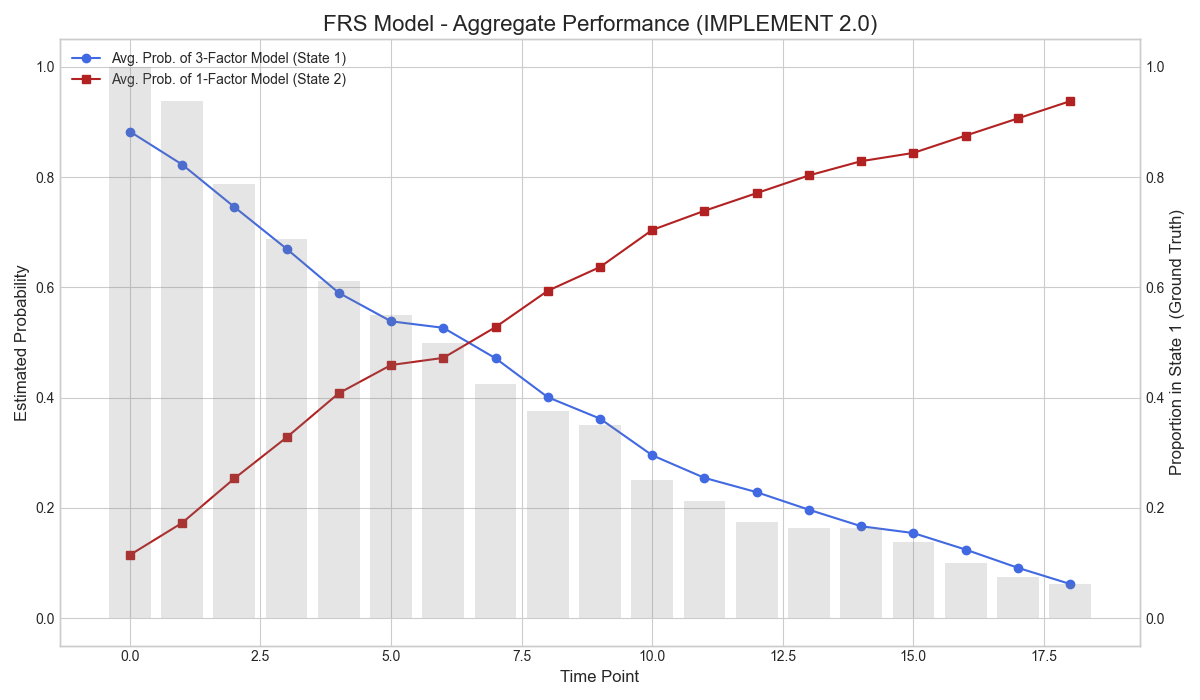 FRS Model - Aggregate Performance (IMPLEMENT 2.0)
Avg. Prob. of 3-Factor Model (State 1)
Avg. Prob. of 1-Factor Model (State 2)
Estimated Probability
1.0
0.8
0.6
0.4
0.2
0.0
1.0
0.8
0.6
0.4
0.2
0.0
Proportion in State 1 (Ground Truth)
0.0 2.5 5.0 7.5 10.0 12.5 15.0 17.5
Time Point